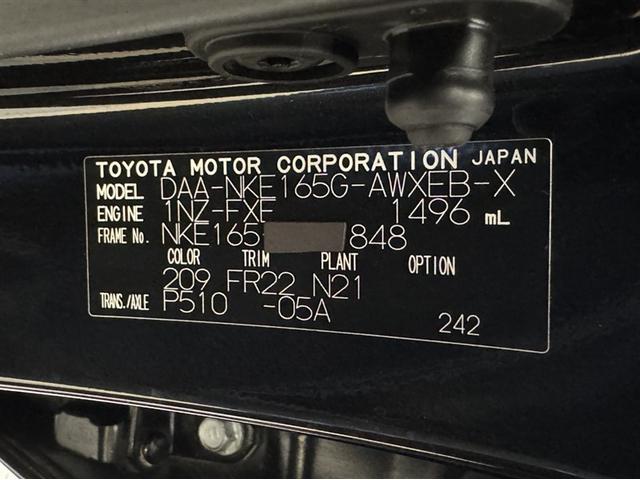 TOYOTA MOTOR CORPORATION JAPAN
MODEL DAA-NKE165G-AWXEB-X
ENGINE 1NZ-FXE 1496 mL
FRAME No. NKE165 848
COLOR TRIM PLANT OPTION
209 FR22 N21
TRANS./AXLE P510 -05A
242